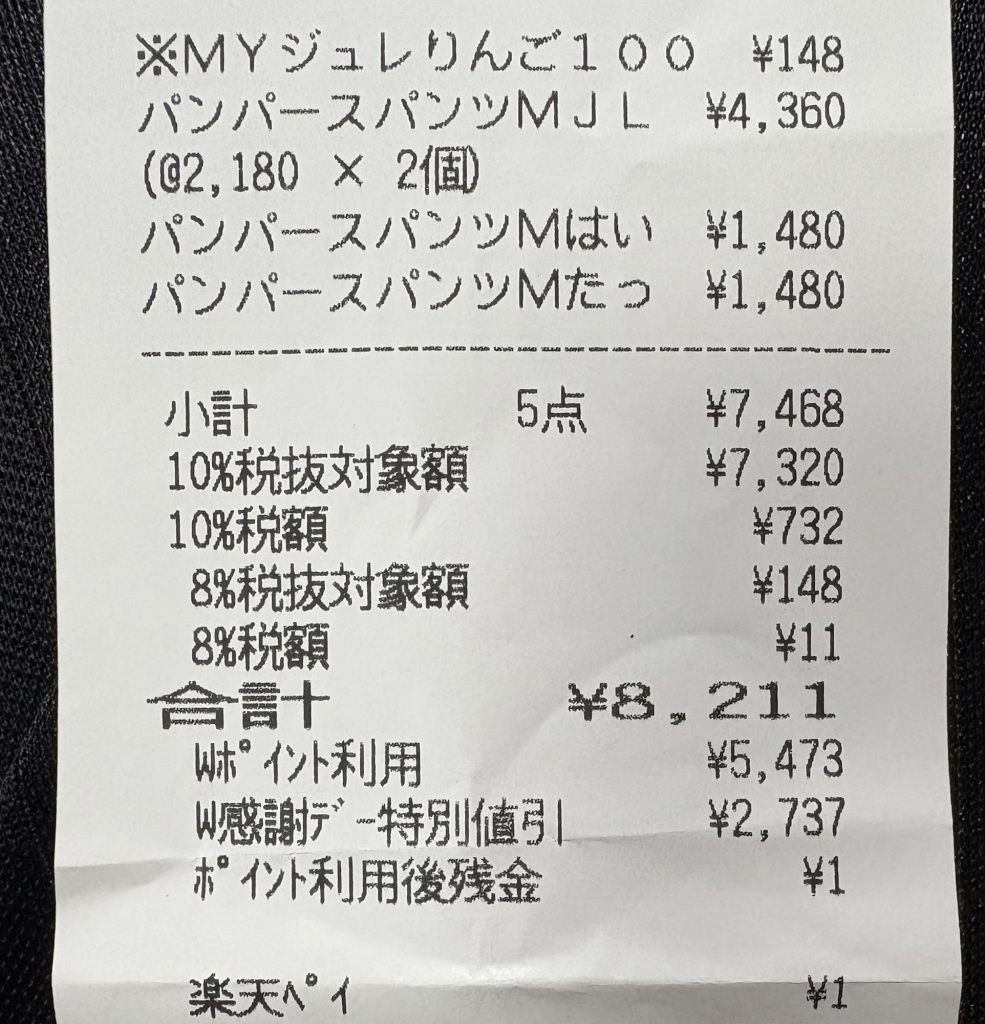 ※ＭＹジュレりんご１００ ¥148
パンパースパンツＭＪＬ ¥4,360
(@2,180 × 2個)
パンパースパンツＭはい ¥1,480
パンパースパンツＭたっ ¥1,480
小計 5点 ¥7,468
10%税抜対象額 ¥7,320
10%税額 ¥732
8%税抜対象額 ¥148
8%税額 ¥11
合計 ¥8,211
Wﾎﾟｲﾝﾄ利用 ¥5,473
W感謝ﾃﾞｰ特別値引 ¥2,737
ﾎﾟｲﾝﾄ利用後残金 ¥1
楽天ﾍﾟｲ ¥1